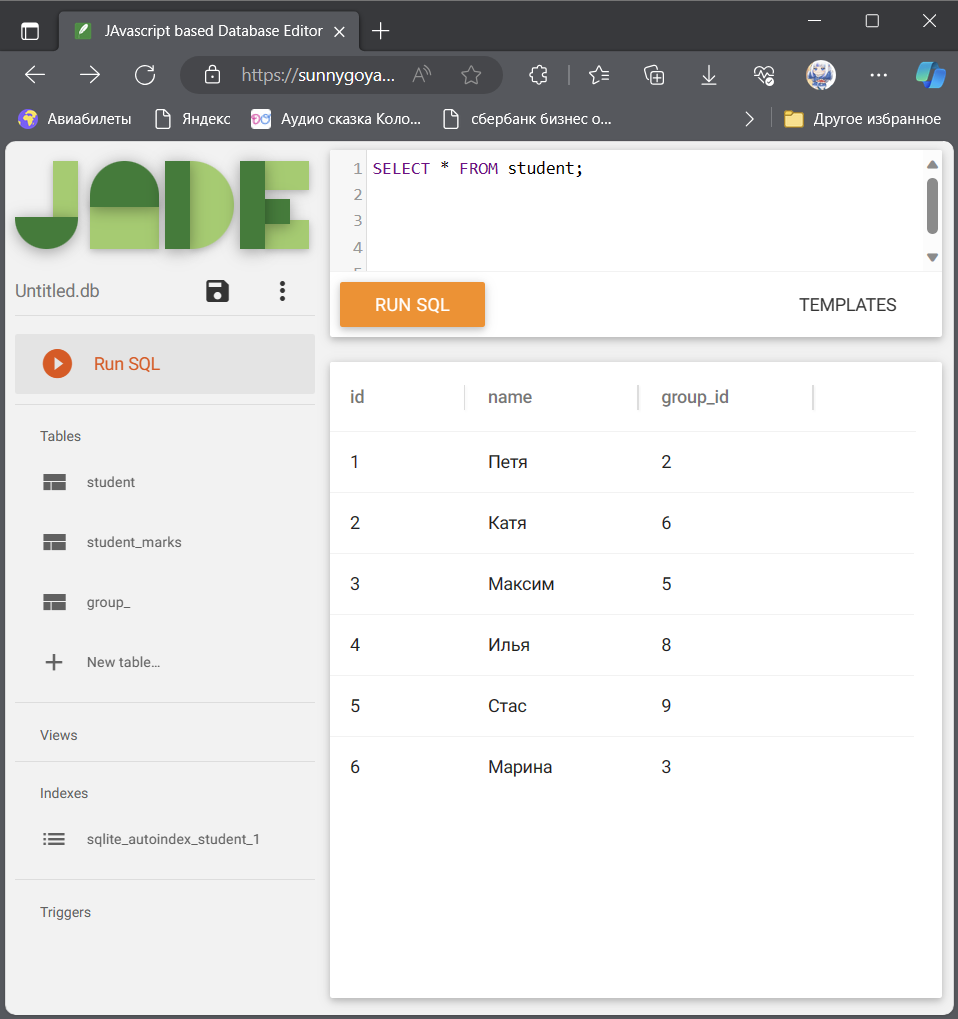 JAvascript based Database Editor
https://sunnygoya...
Авиабилеты
Яндекс
Аудио сказка Коло...
сбербанк бизнес о...
Другое избранное
JADE
Untitled.db
Run SQL
Tables
student
student_marks
group_
New table...
Views
Indexes
sqlite_autoindex_student_1
Triggers
1 SELECT * FROM student;
2
3
4
5
RUN SQL TEMPLATES
id name group_id
1 Петя 2
2 Катя 6
3 Максим 5
4 Илья 8
5 Стас 9
6 Марина 3